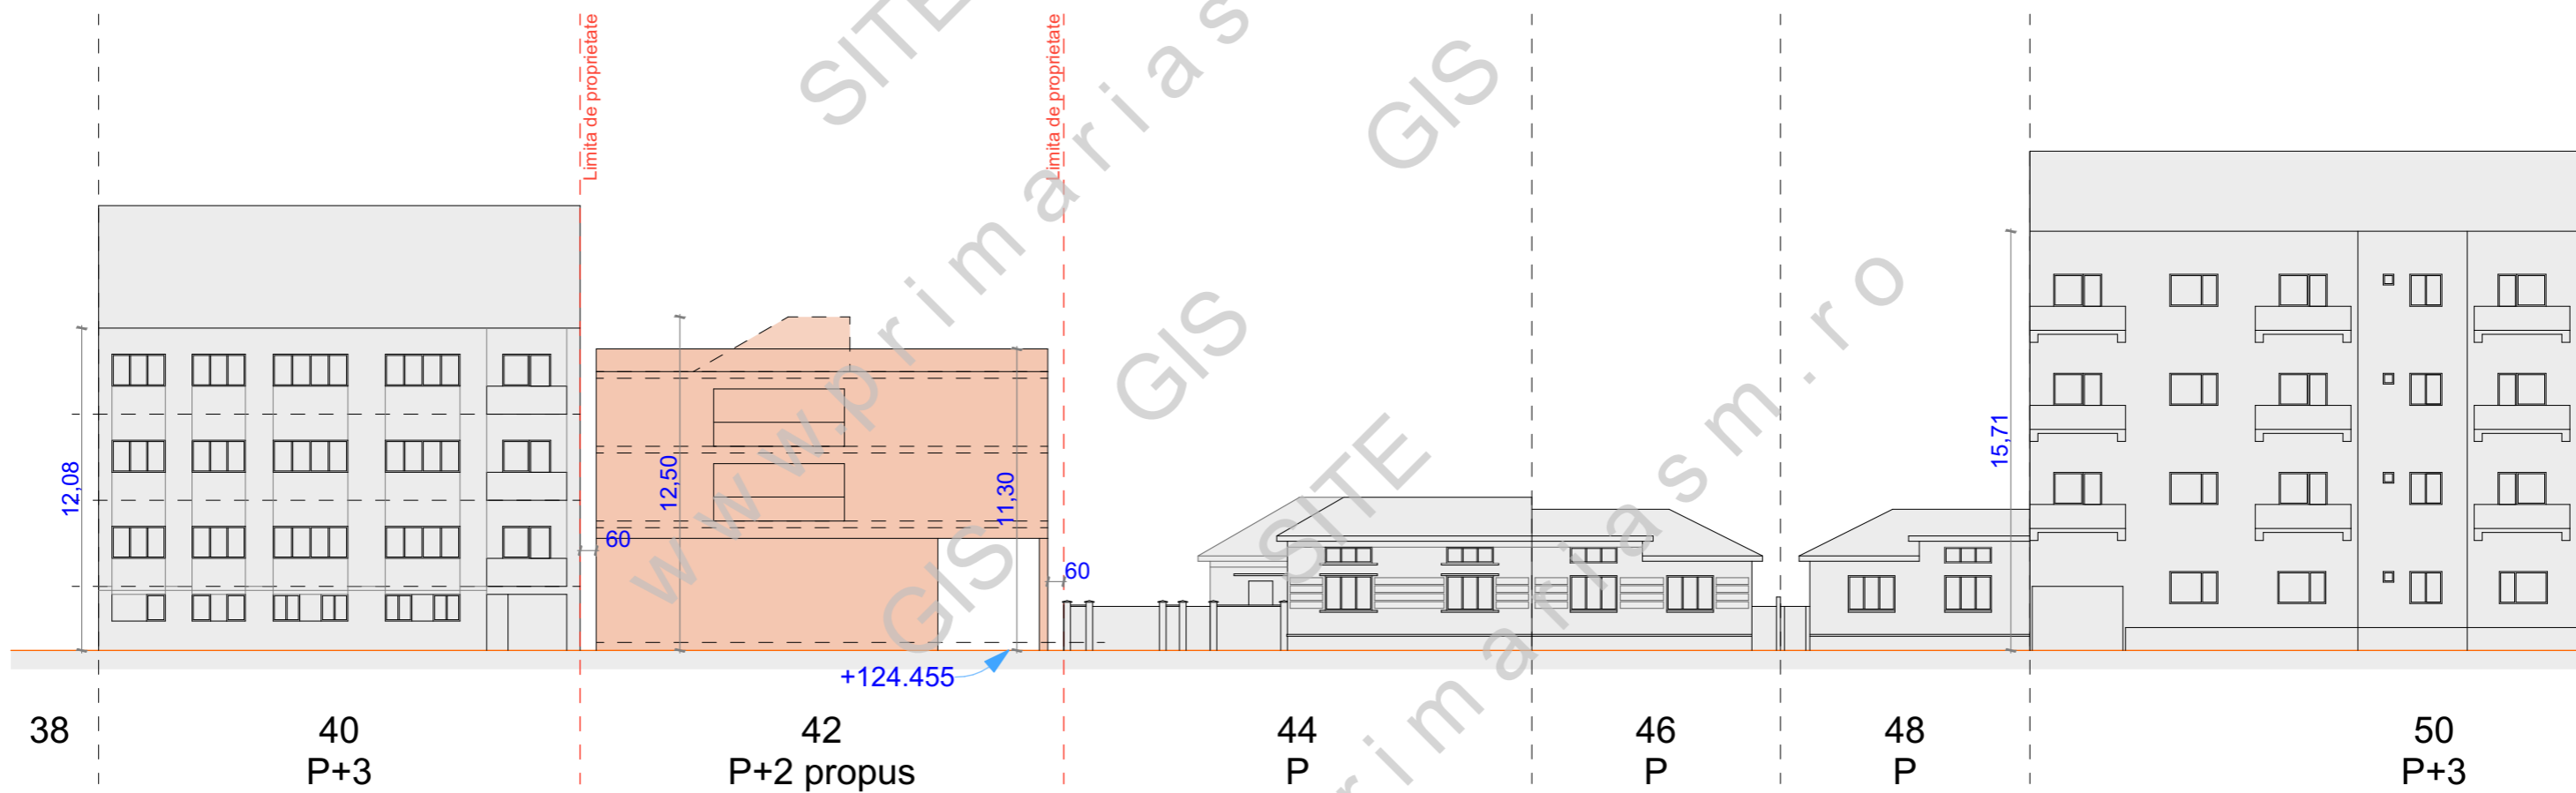 Limita de proprietate
Limita de proprietate
SITE
GIS
GIS
SITE
GIS
www.primarias
primariasm.ro
12,08
12,50
11,30
15,71
60
60
+124.455
38
40
P+3
42
P+2 propus
44
P
46
P
48
P
50
P+3